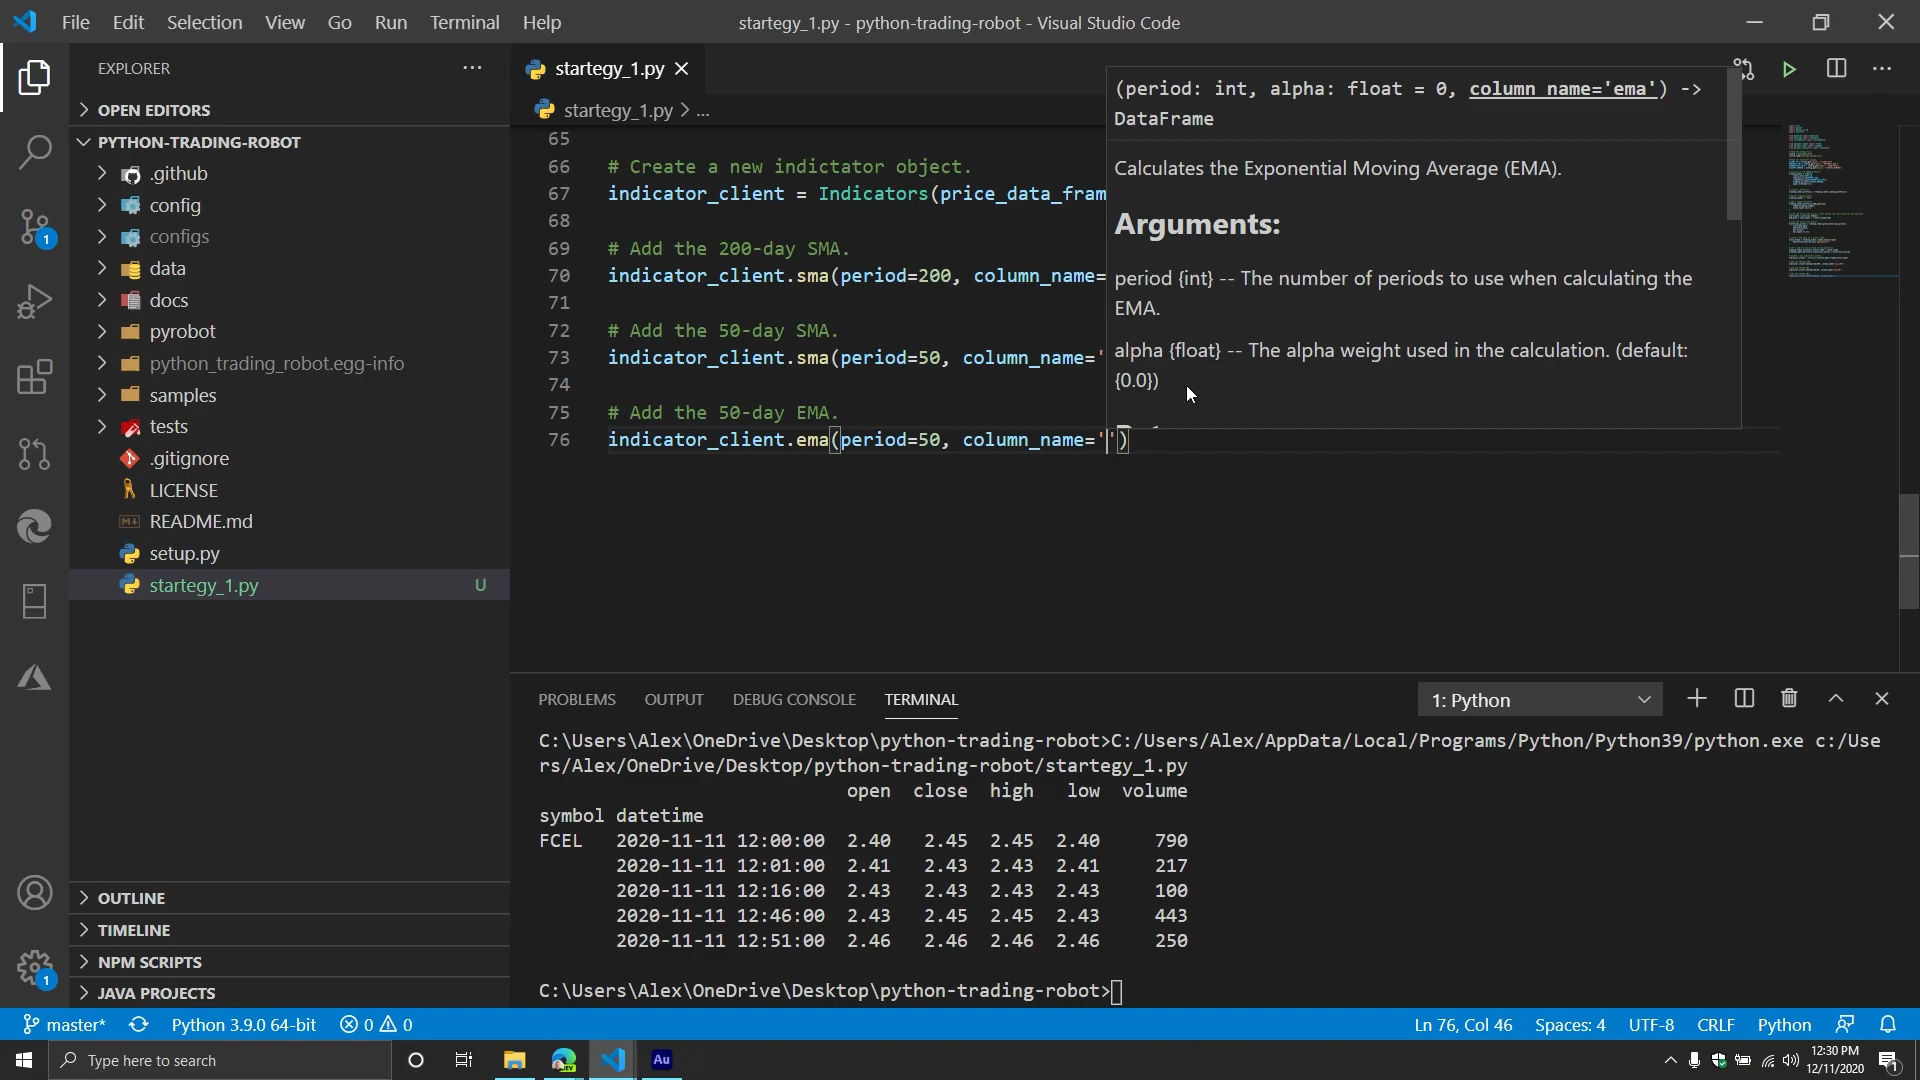 File Edit Selection View Go Run Terminal Help
startegy_1.py - python-trading-robot - Visual Studio Code
EXPLORER
OPEN EDITORS
PYTHON-TRADING-ROBOT
.github
config
configs
data
docs
pyrobot
python_trading_robot.egg-info
samples
tests
.gitignore
LICENSE
README.md
setup.py
startegy_1.py U
OUTLINE
TIMELINE
NPM SCRIPTS
JAVA PROJECTS
startegy_1.py
startegy_1.py > ...
65
66 # Create a new indictator object.
67 indicator_client = Indicators(price_data_fram
68
69 # Add the 200-day SMA.
70 indicator_client.sma(period=200, column_name=
71
72 # Add the 50-day SMA.
73 indicator_client.sma(period=50, column_name='
74
75 # Add the 50-day EMA.
76 indicator_client.ema(period=50, column_name='')
(period: int, alpha: float = 0, column_name='ema') ->
DataFrame
Calculates the Exponential Moving Average (EMA).
Arguments:
period {int} -- The number of periods to use when calculating the
EMA.
alpha {float} -- The alpha weight used in the calculation. (default:
{0.0})
PROBLEMS OUTPUT DEBUG CONSOLE TERMINAL
1: Python
C:\Users\Alex\OneDrive\Desktop\python-trading-robot>C:/Users/Alex/AppData/Local/Programs/Python/Python39/python.exe c:/Use
rs/Alex/OneDrive/Desktop/python-trading-robot/startegy_1.py
open close high low volume
symbol datetime
FCEL 2020-11-11 12:00:00 2.40 2.45 2.45 2.40 790
2020-11-11 12:01:00 2.41 2.43 2.43 2.41 217
2020-11-11 12:16:00 2.43 2.43 2.43 2.43 100
2020-11-11 12:46:00 2.43 2.45 2.45 2.43 443
2020-11-11 12:51:00 2.46 2.46 2.46 2.46 250
C:\Users\Alex\OneDrive\Desktop\python-trading-robot>
1
1
master* Python 3.9.0 64-bit 0 0
Ln 76, Col 46 Spaces: 4 UTF-8 CRLF Python
Type here to search
Au
12:30 PM
12/11/2020
1